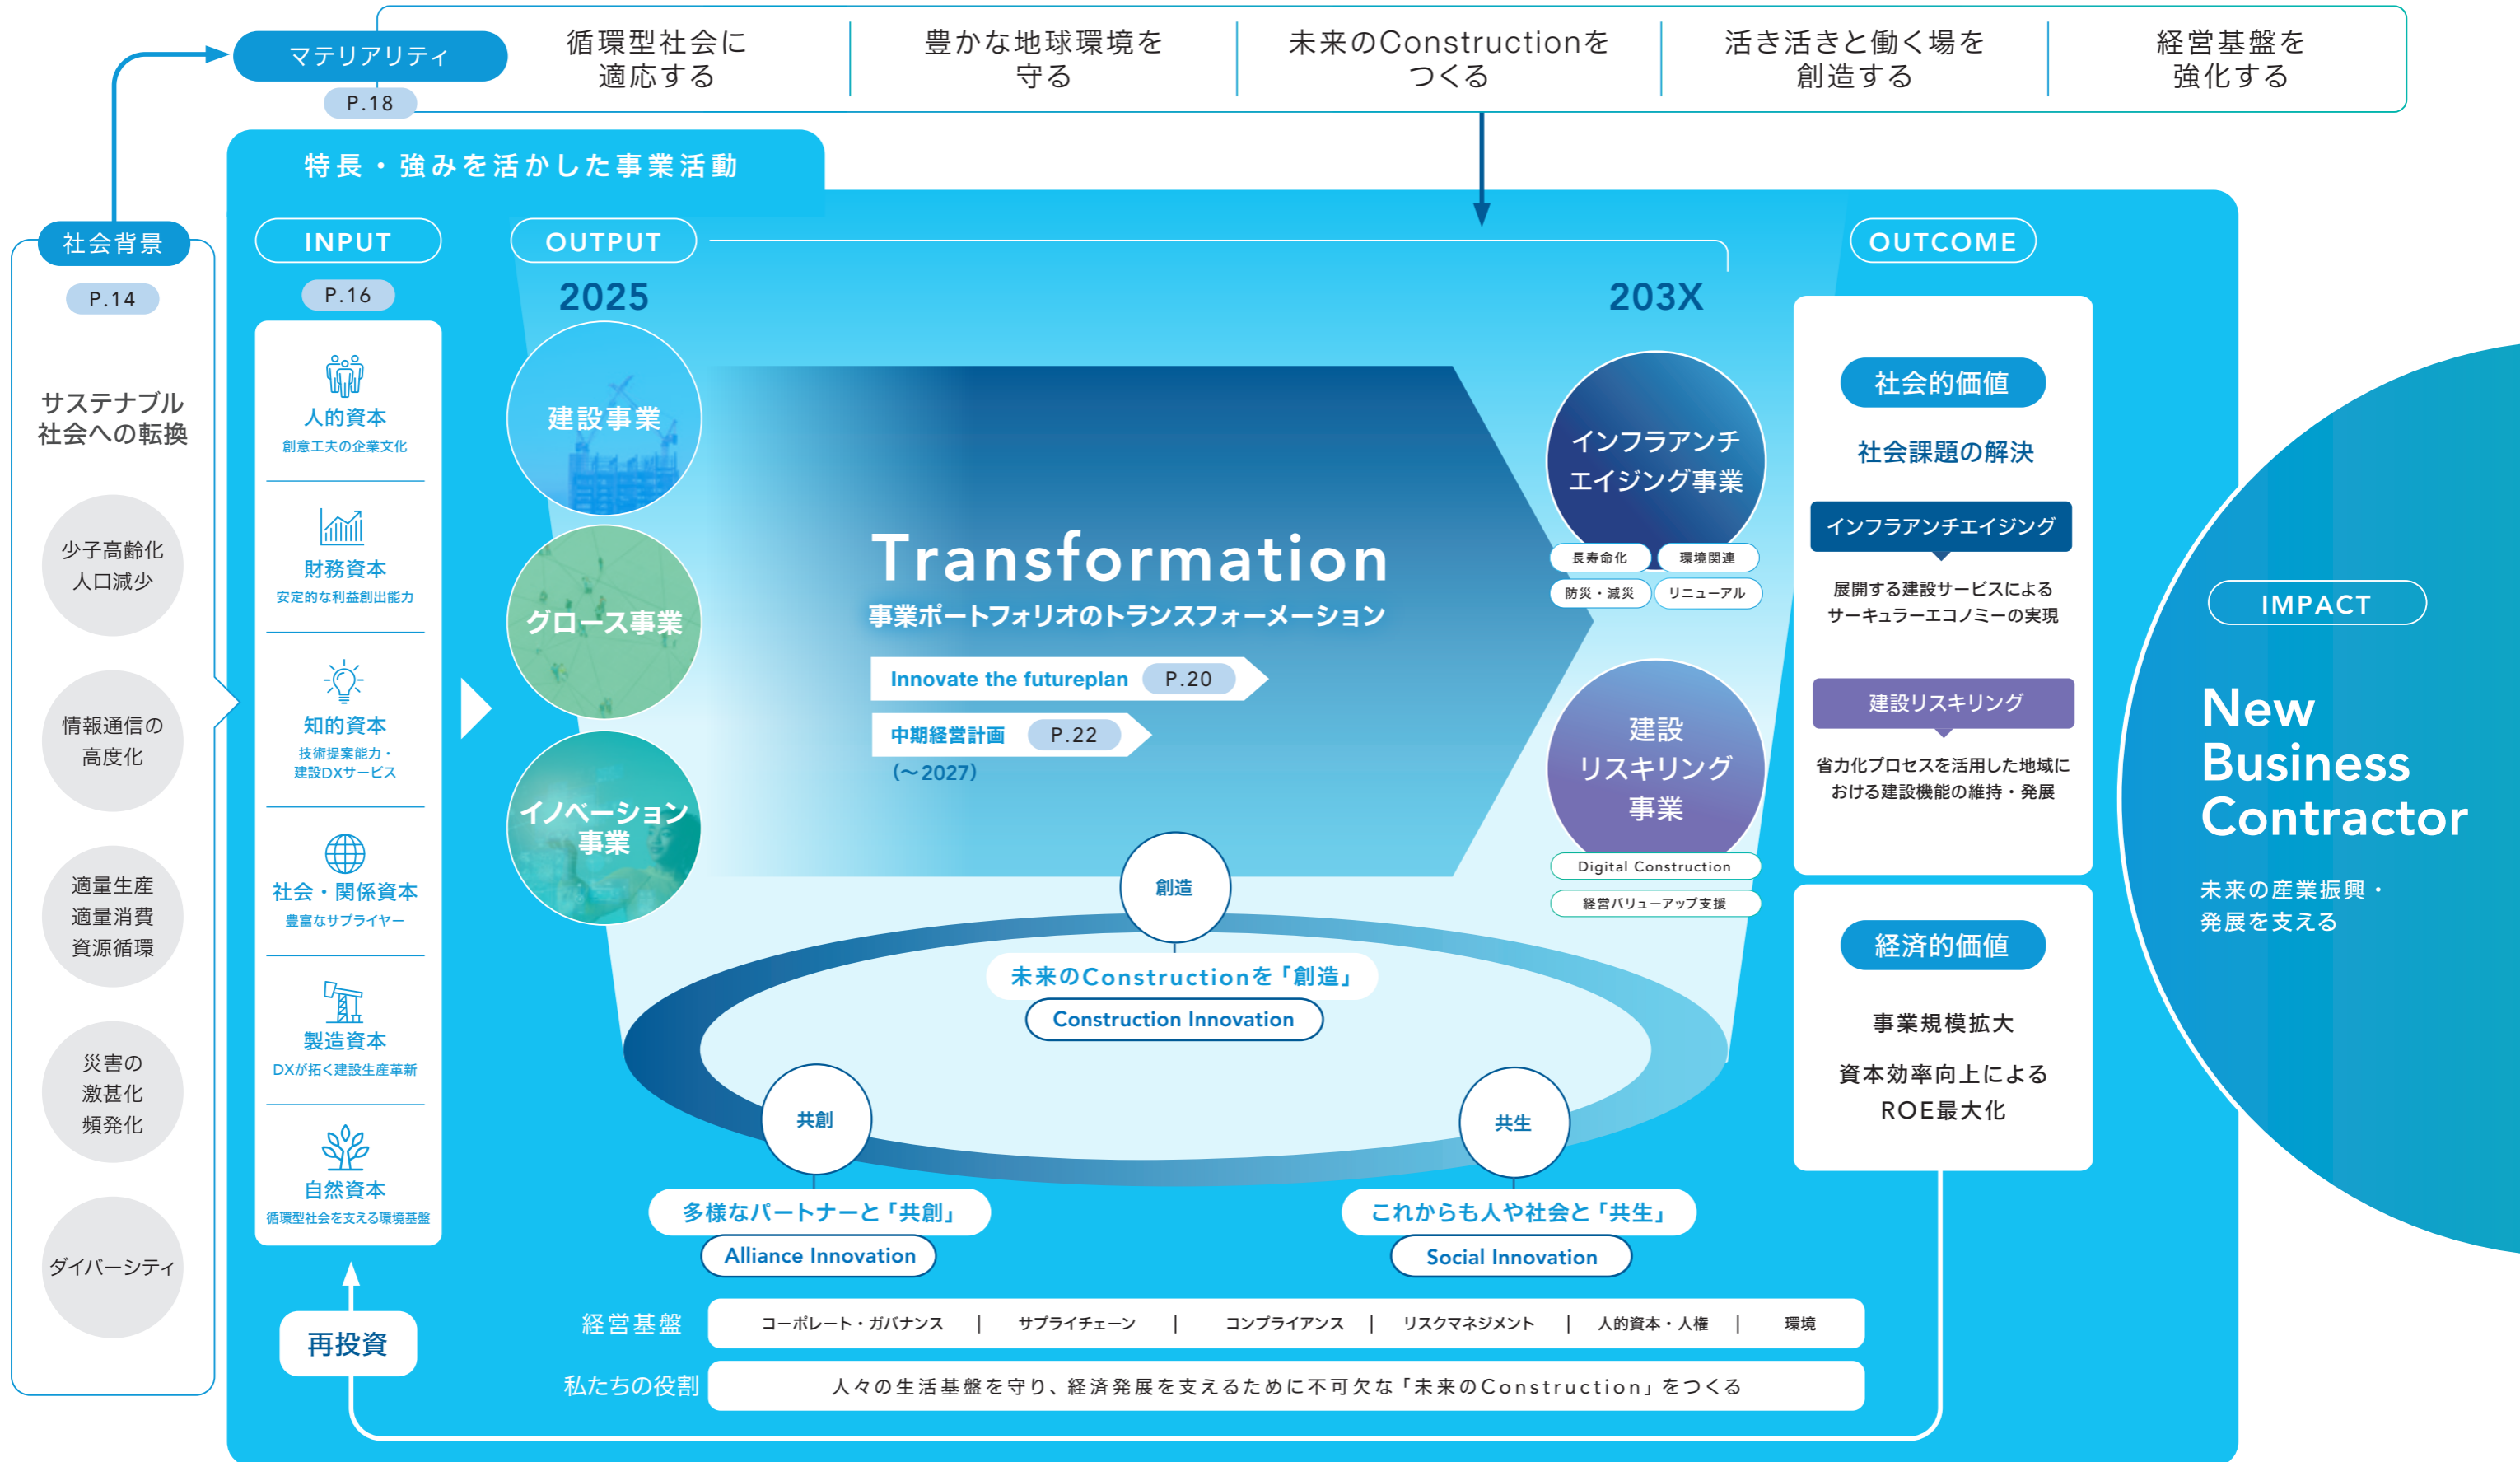 マテリアリティ
P.18
循環型社会に
適応する
豊かな地球環境を
守る
未来のConstructionを
つくる
活き活きと働く場を
創造する
経営基盤を
強化する
社会背景
P.14
サステナブル
社会への転換
少子高齢化
人口減少
情報通信の
高度化
適量生産
適量消費
資源循環
災害の
激甚化
頻発化
ダイバーシティ
特長・強みを活かした事業活動
INPUT
P.16
人的資本
創意工夫の企業文化
財務資本
安定的な利益創出能力
知的資本
技術提案能力・
建設DXサービス
社会・関係資本
豊富なサプライヤー
製造資本
DXが拓く建設生産革新
自然資本
循環型社会を支える環境基盤
再投資
OUTPUT
2025
建設事業
グロース事業
イノベーション
事業
Transformation
事業ポートフォリオのトランスフォーメーション
Innovate the futureplan P.20
中期経営計画 P.22
（～2027）
203X
インフラアンチ
エイジング事業
長寿命化 環境関連
防災・減災 リニューアル
建設
リスキリング
事業
Digital Construction
経営バリューアップ支援
創造
未来のConstructionを「創造」
Construction Innovation
共創
多様なパートナーと「共創」
Alliance Innovation
共生
これからも人や社会と「共生」
Social Innovation
経営基盤
コーポレート・ガバナンス | サプライチェーン | コンプライアンス | リスクマネジメント | 人的資本・人権 | 環境
私たちの役割
人々の生活基盤を守り、経済発展を支えるために不可欠な「未来のConstruction」をつくる
OUTCOME
社会的価値
社会課題の解決
インフラアンチエイジング
展開する建設サービスによる
サーキュラーエコノミーの実現
建設リスキリング
省力化プロセスを活用した地域に
おける建設機能の維持・発展
経済的価値
事業規模拡大
資本効率向上による
ROE最大化
IMPACT
New
Business
Contractor
未来の産業振興・
発展を支える